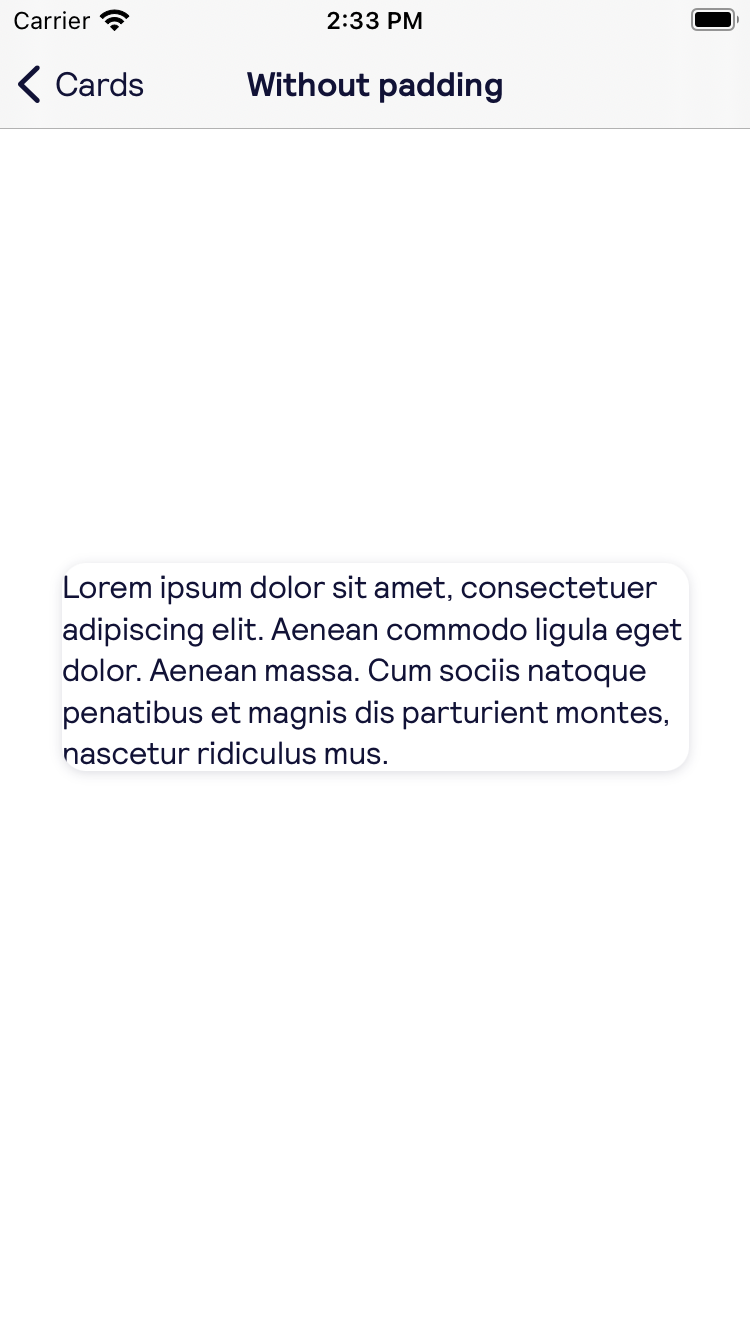 Carrier 2:33 PM
Cards Without padding
Lorem ipsum dolor sit amet, consectetuer
adipiscing elit. Aenean commodo ligula eget
dolor. Aenean massa. Cum sociis natoque
penatibus et magnis dis parturient montes,
nascetur ridiculus mus.